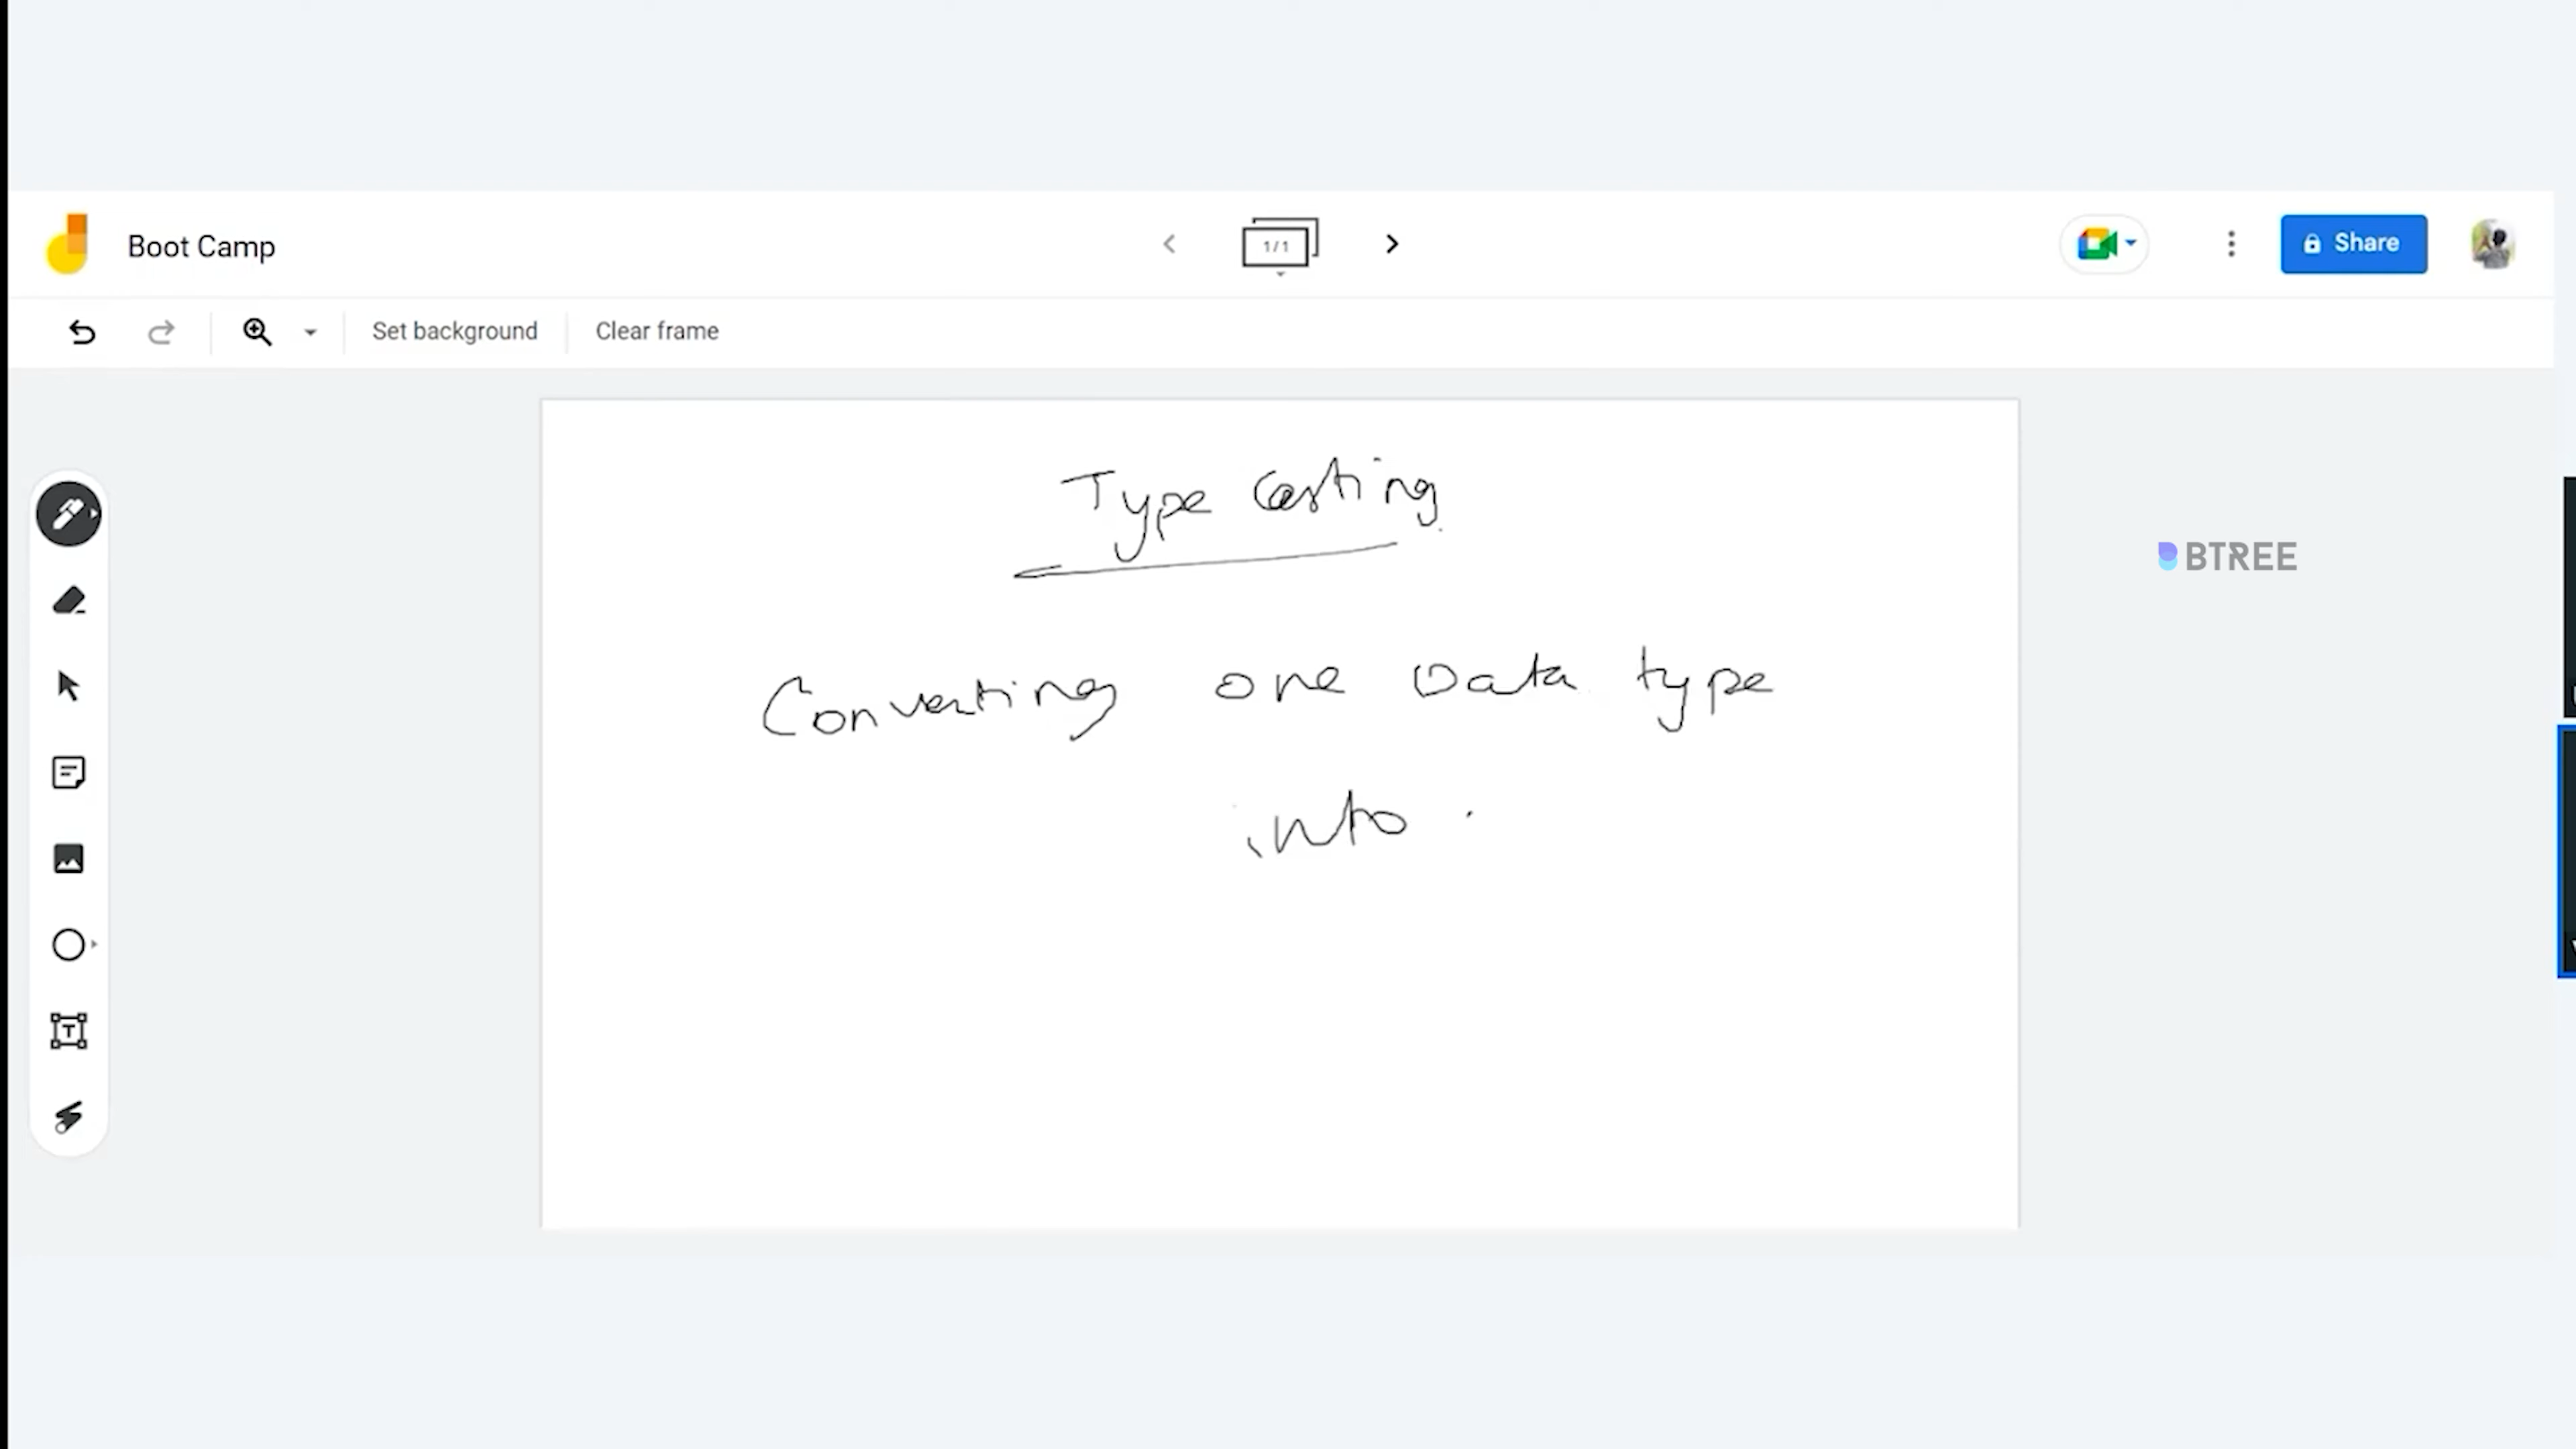 Boot Camp
1/1
Share
Set background
Clear frame
Type Casting
BTREE
Converting one Data type
into